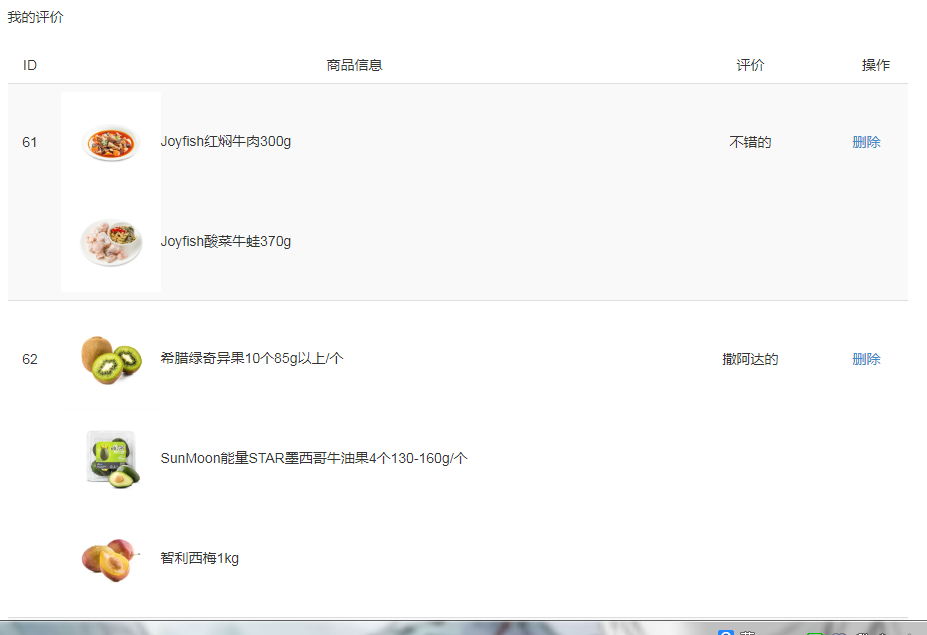 我的评价
ID 商品信息 评价 操作
61 Joyfish红焖牛肉300g 不错的 删除
Joyfish酸菜牛蛙370g
62 希腊绿奇异果10个85g以上/个 撒阿达的 删除
SunMoon能量STAR墨西哥牛油果4个130-160g/个
智利西梅1kg